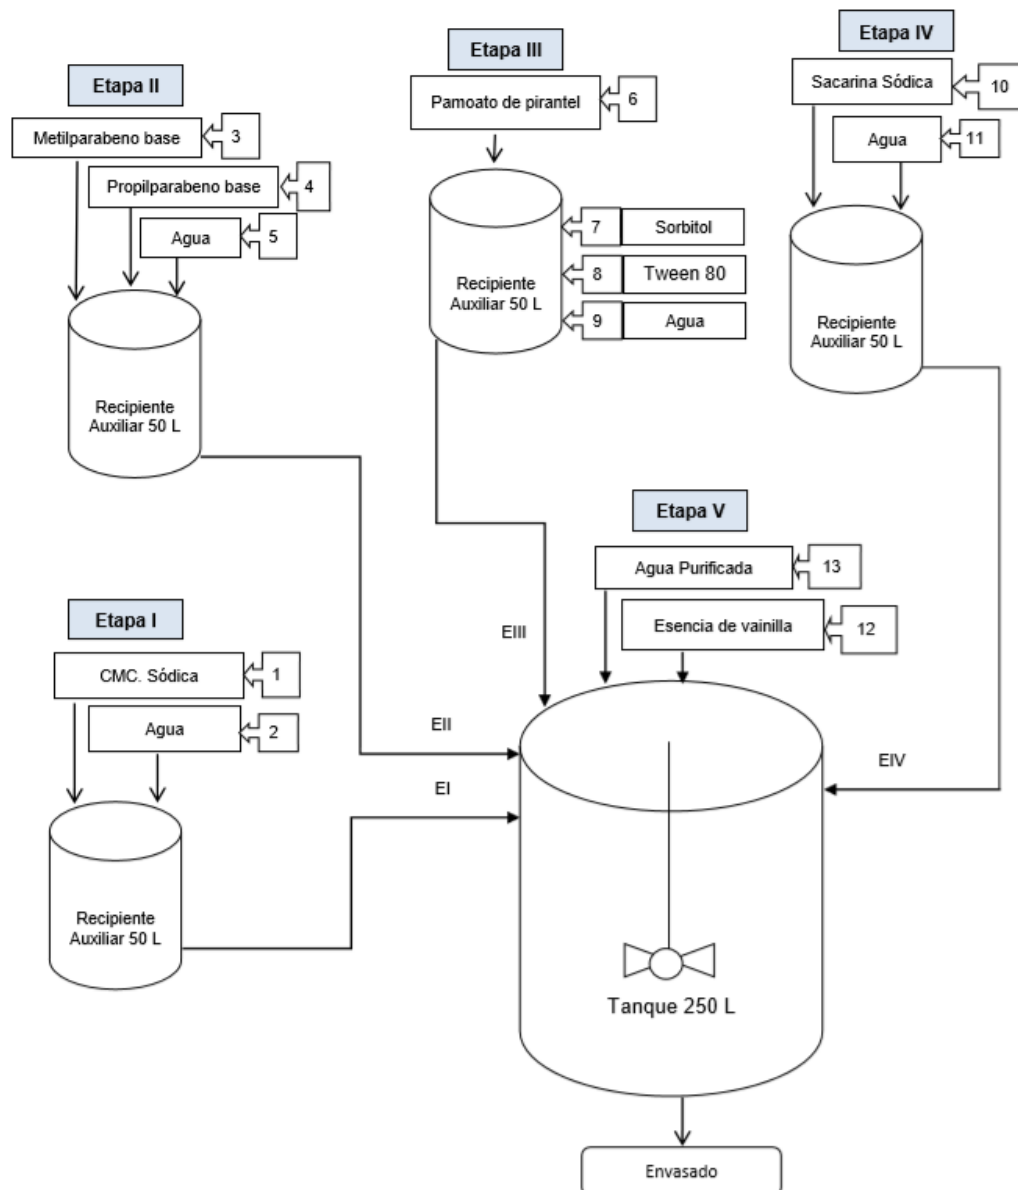 Etapa II
Metilparabeno base
3
Propilparabeno base
4
Agua
5
Recipiente
Auxiliar 50 L
Etapa III
Pamoato de pirantel
6
Recipiente
Auxiliar 50 L
7
Sorbitol
8
Tween 80
9
Agua
Etapa IV
Sacarina Sódica
10
Agua
11
Recipiente
Auxiliar 50 L
Etapa I
CMC. Sódica
1
Agua
2
Recipiente
Auxiliar 50 L
Etapa V
Agua Purificada
13
Esencia de vainilla
12
EIII
EII
EI
EIV
Tanque 250 L
Envasado